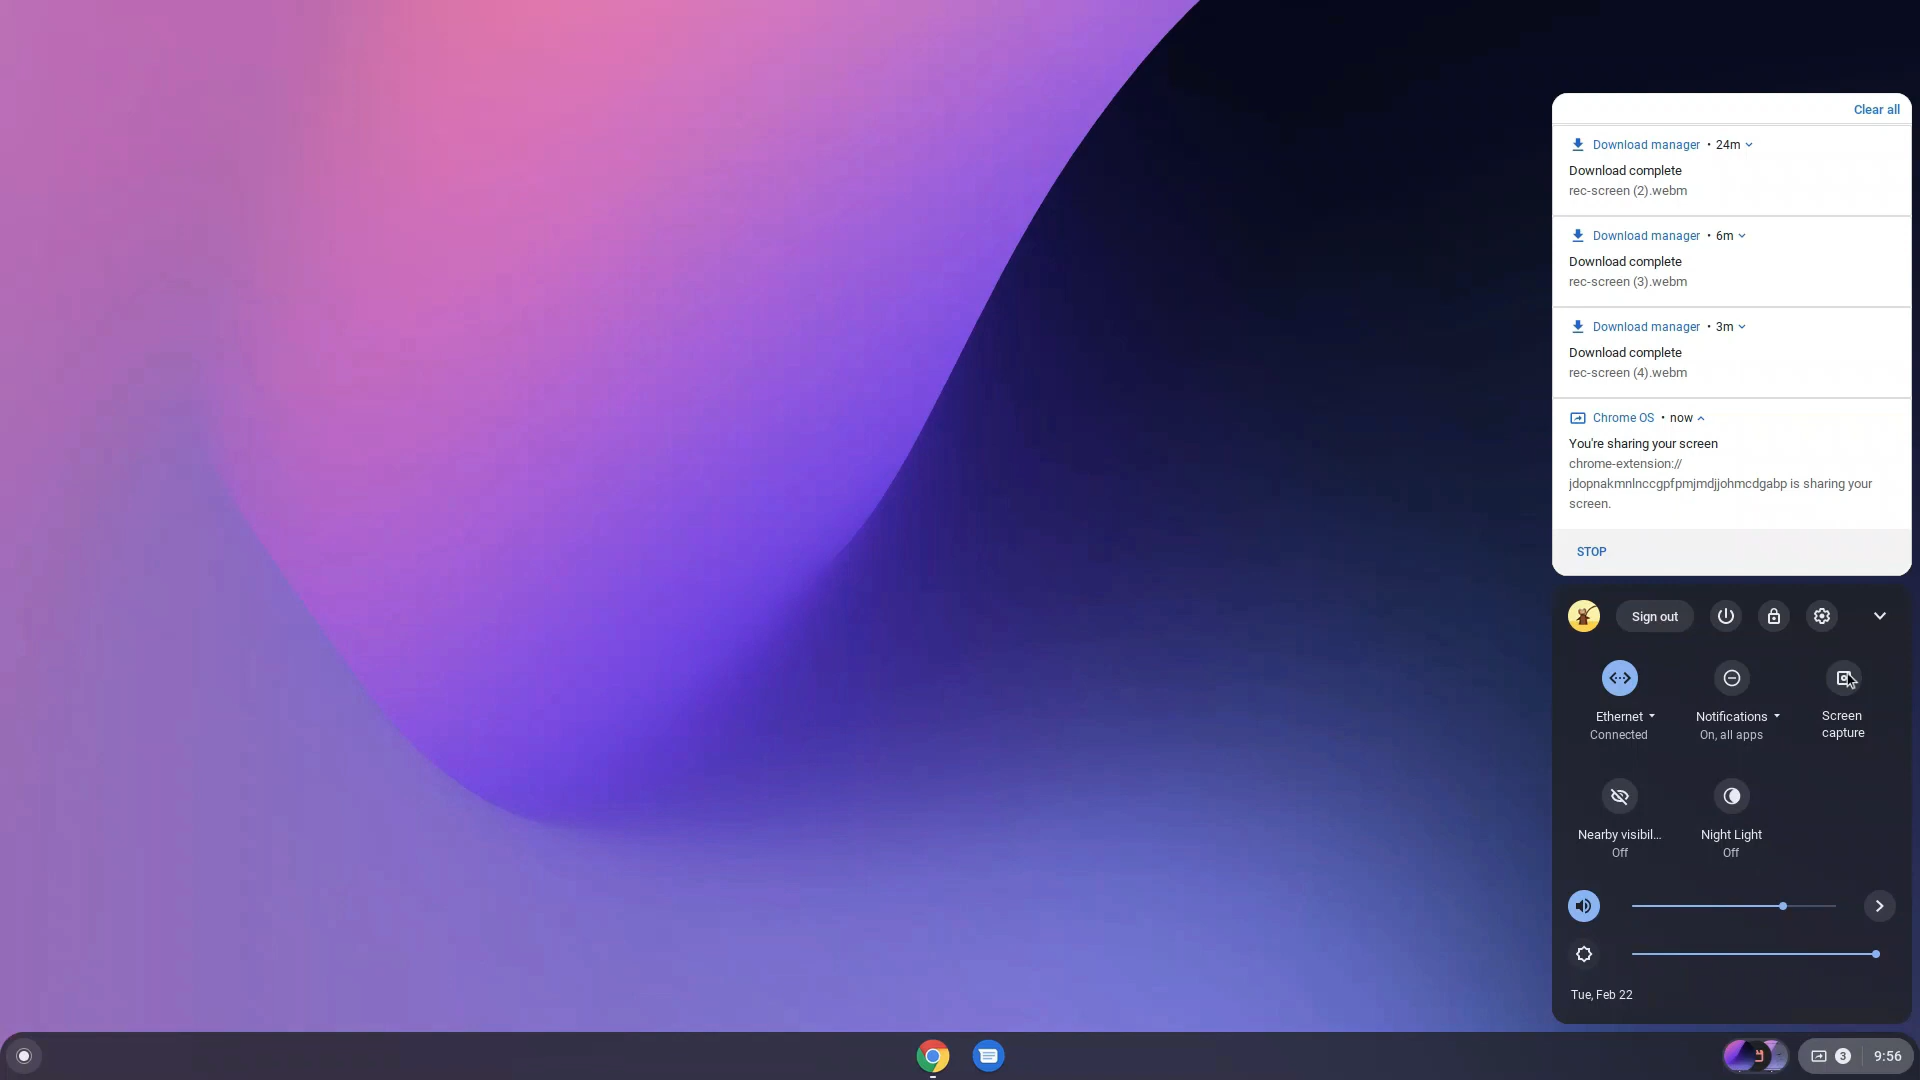 Clear all
Download manager • 24m
Download complete
rec-screen (2).webm
Download manager • 6m
Download complete
rec-screen (3).webm
Download manager • 3m
Download complete
rec-screen (4).webm
Chrome OS • now
You're sharing your screen
chrome-extension://
jdopnakmnlnccgpfpmjmdjjohmcdgabp is sharing your
screen.
STOP
Sign out
Ethernet
Connected
Notifications
On, all apps
Screen
capture
Nearby visibil...
Off
Night Light
Off
Tue, Feb 22
3
9:56